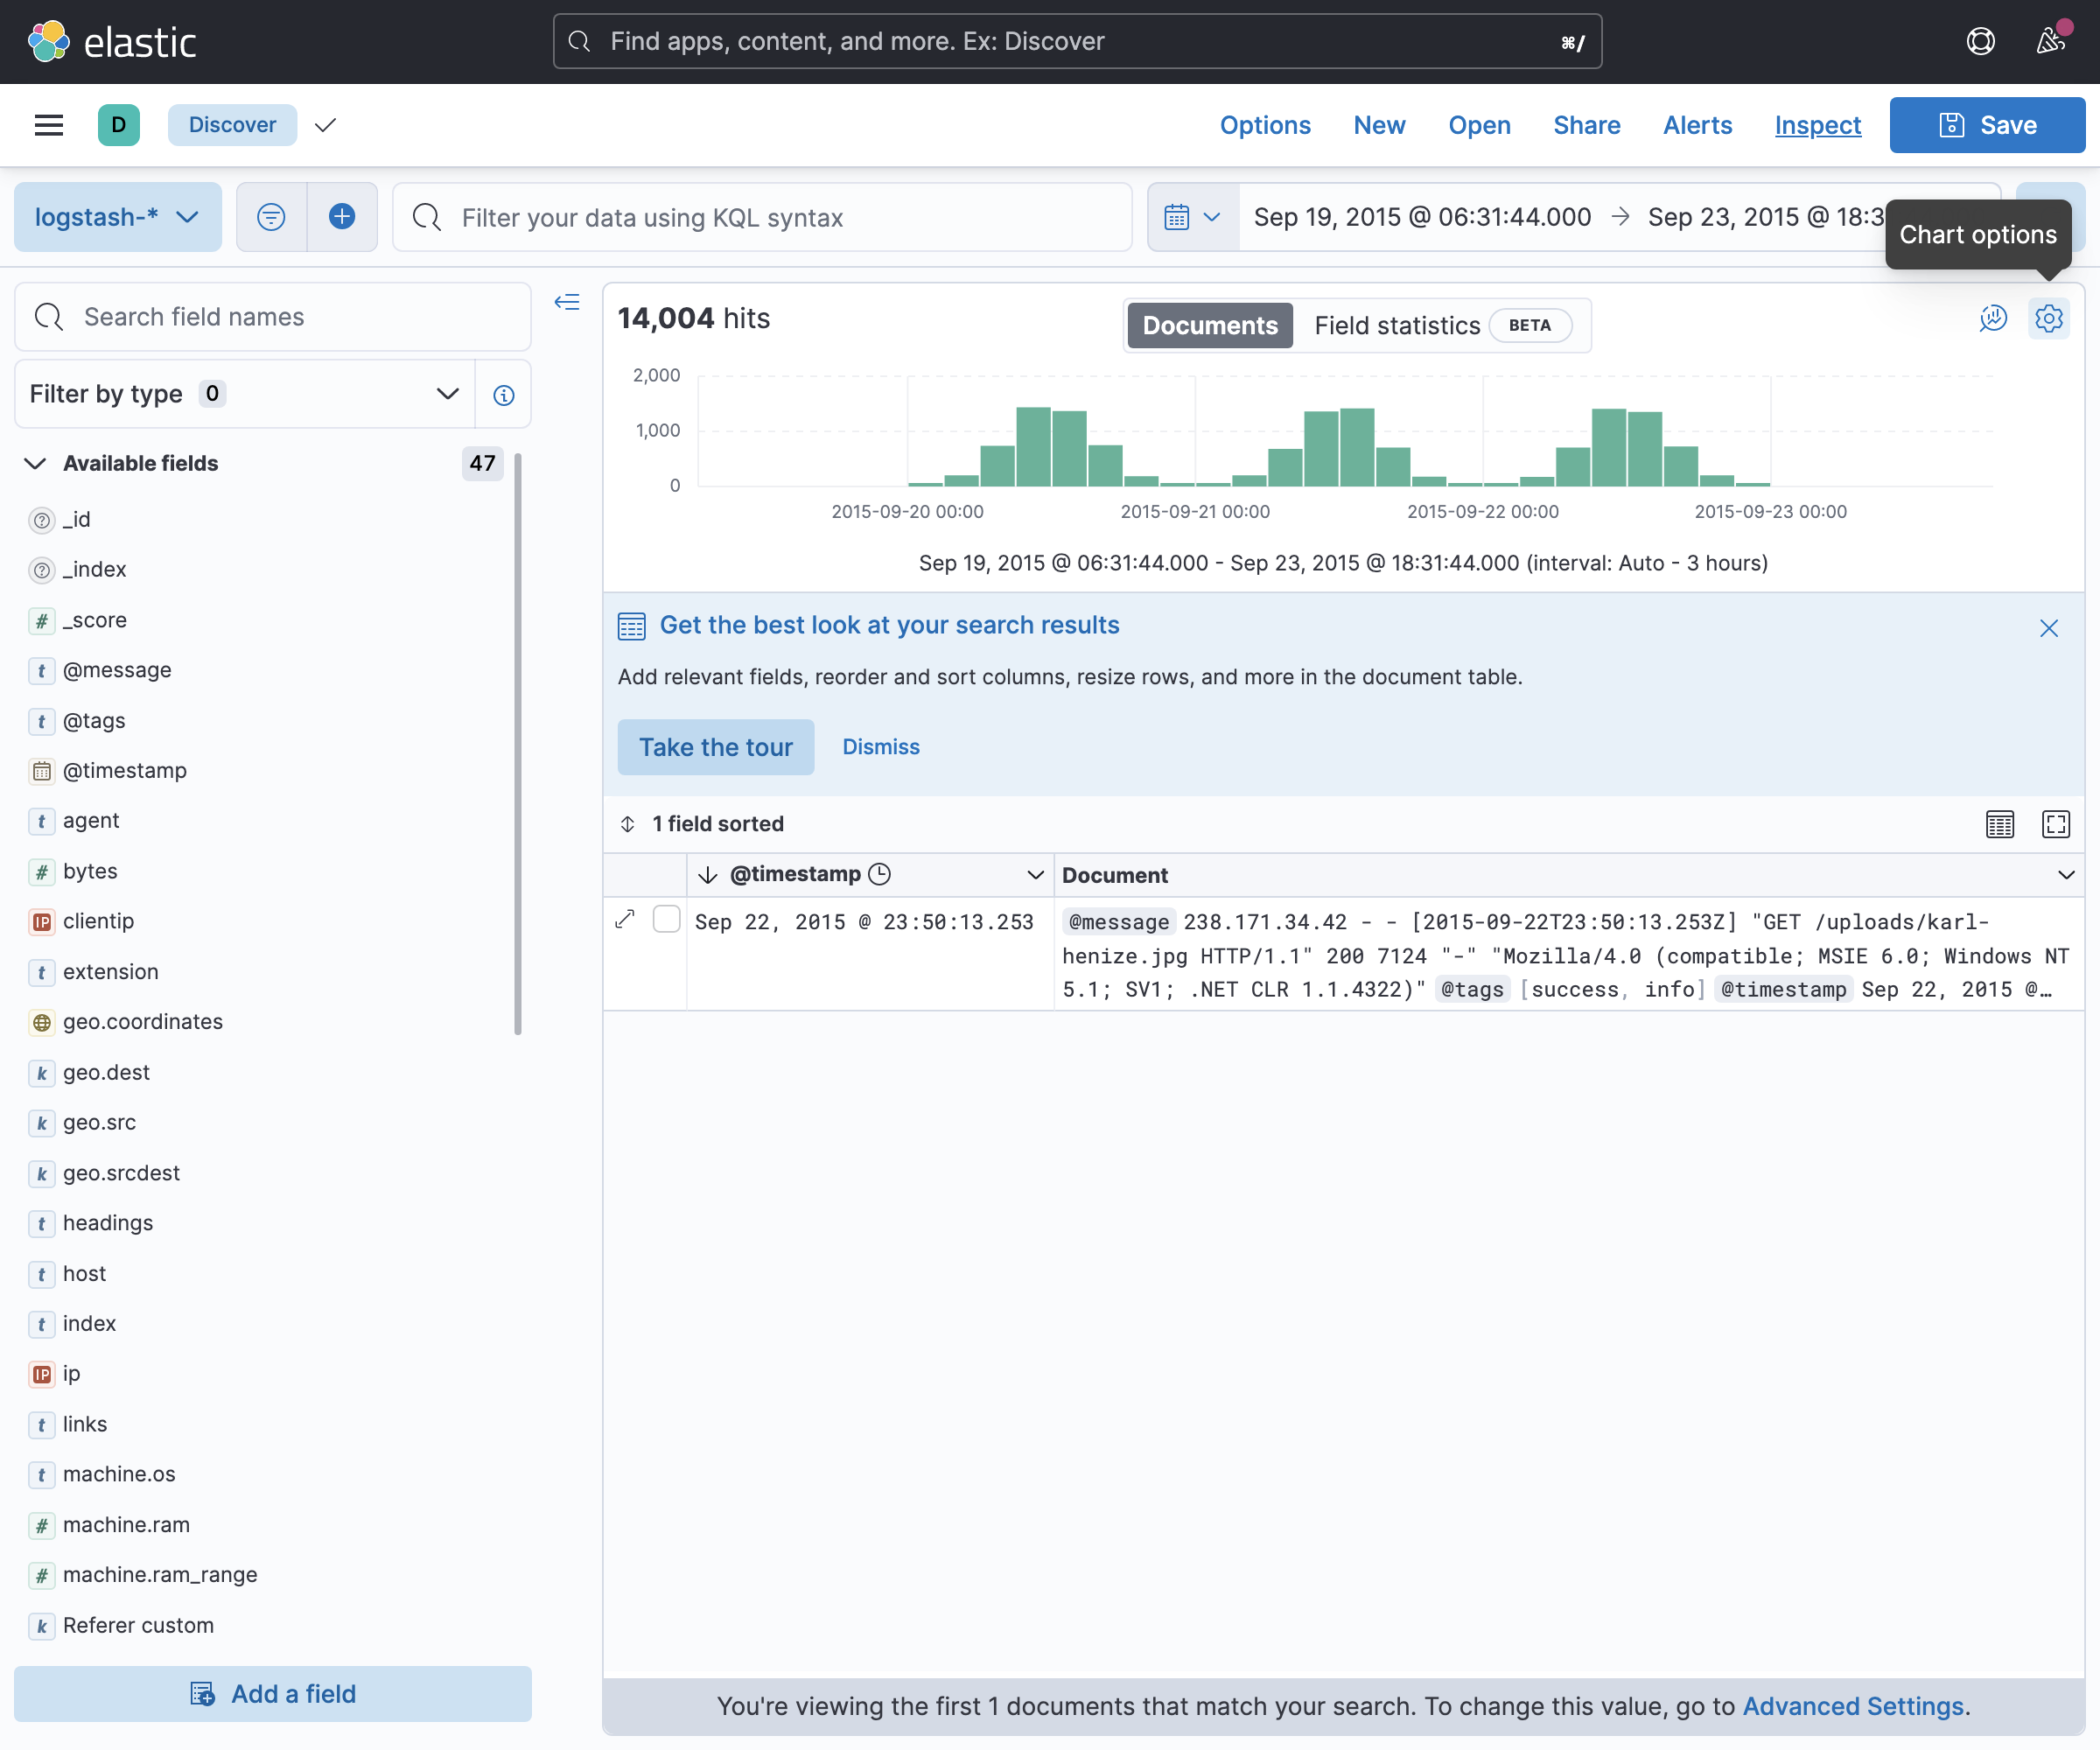 elastic
Find apps, content, and more. Ex: Discover
⌘/
D
Discover
Options
New
Open
Share
Alerts
Inspect
Save
logstash-*
Filter your data using KQL syntax
Sep 19, 2015 @ 06:31:44.000 → Sep 23, 2015 @ 18:3
Chart options
Search field names
Filter by type 0
Available fields 47
_id
_index
# _score
t @message
t @tags
@timestamp
t agent
# bytes
IP clientip
t extension
geo.coordinates
k geo.dest
k geo.src
k geo.srcdest
t headings
t host
t index
IP ip
t links
t machine.os
# machine.ram
# machine.ram_range
k Referer custom
Add a field
14,004 hits
Documents
Field statistics BETA
2,000
1,000
0
2015-09-20 00:00
2015-09-21 00:00
2015-09-22 00:00
2015-09-23 00:00
Sep 19, 2015 @ 06:31:44.000 - Sep 23, 2015 @ 18:31:44.000 (interval: Auto - 3 hours)
Get the best look at your search results
Add relevant fields, reorder and sort columns, resize rows, and more in the document table.
Take the tour
Dismiss
1 field sorted
@timestamp
Document
Sep 22, 2015 @ 23:50:13.253
@message 238.171.34.42 - - [2015-09-22T23:50:13.253Z] "GET /uploads/karl-
henize.jpg HTTP/1.1" 200 7124 "-" "Mozilla/4.0 (compatible; MSIE 6.0; Windows NT
5.1; SV1; .NET CLR 1.1.4322)" @tags [success, info] @timestamp Sep 22, 2015 @…
You're viewing the first 1 documents that match your search. To change this value, go to Advanced Settings.